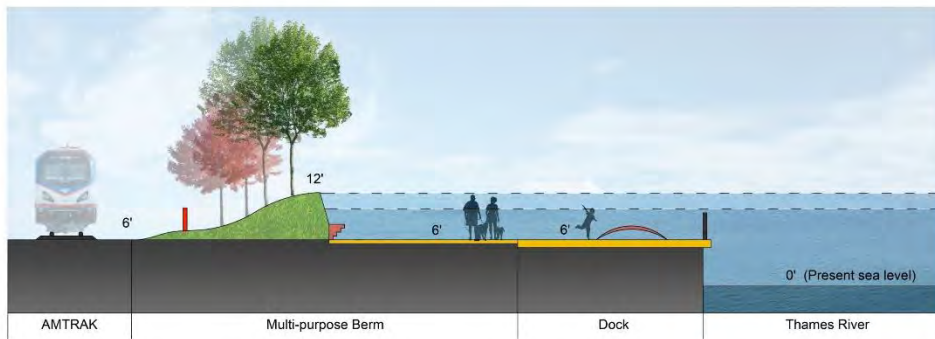 12'
6'
6'
6'
0' (Present sea level)
AMTRAK
Multi-purpose Berm
Dock
Thames River